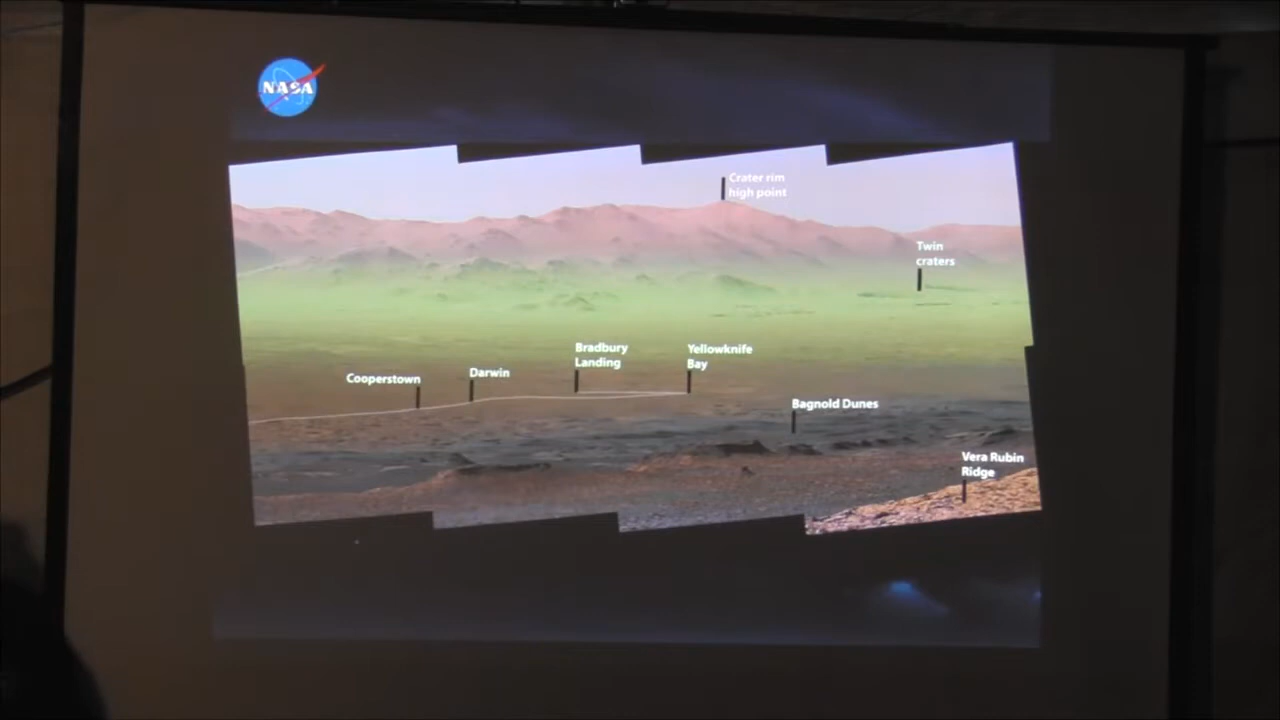 NASA
Crater rim
high point
Twin
craters
Bradbury
Landing
Yellowknife
Bay
Cooperstown
Darwin
Bagnold Dunes
Vera Rubin
Ridge